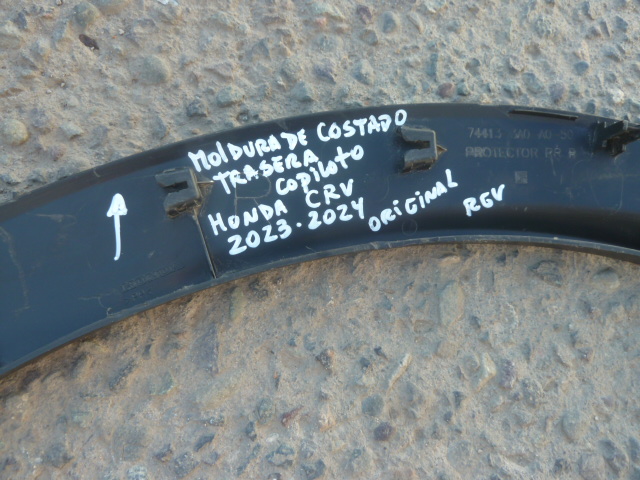 MOLDURA DE COSTADO
TRASERA
COPILOTO
HONDA CRV
2023-2024
ORIGINAL
RGV
PROTECTOR RR R